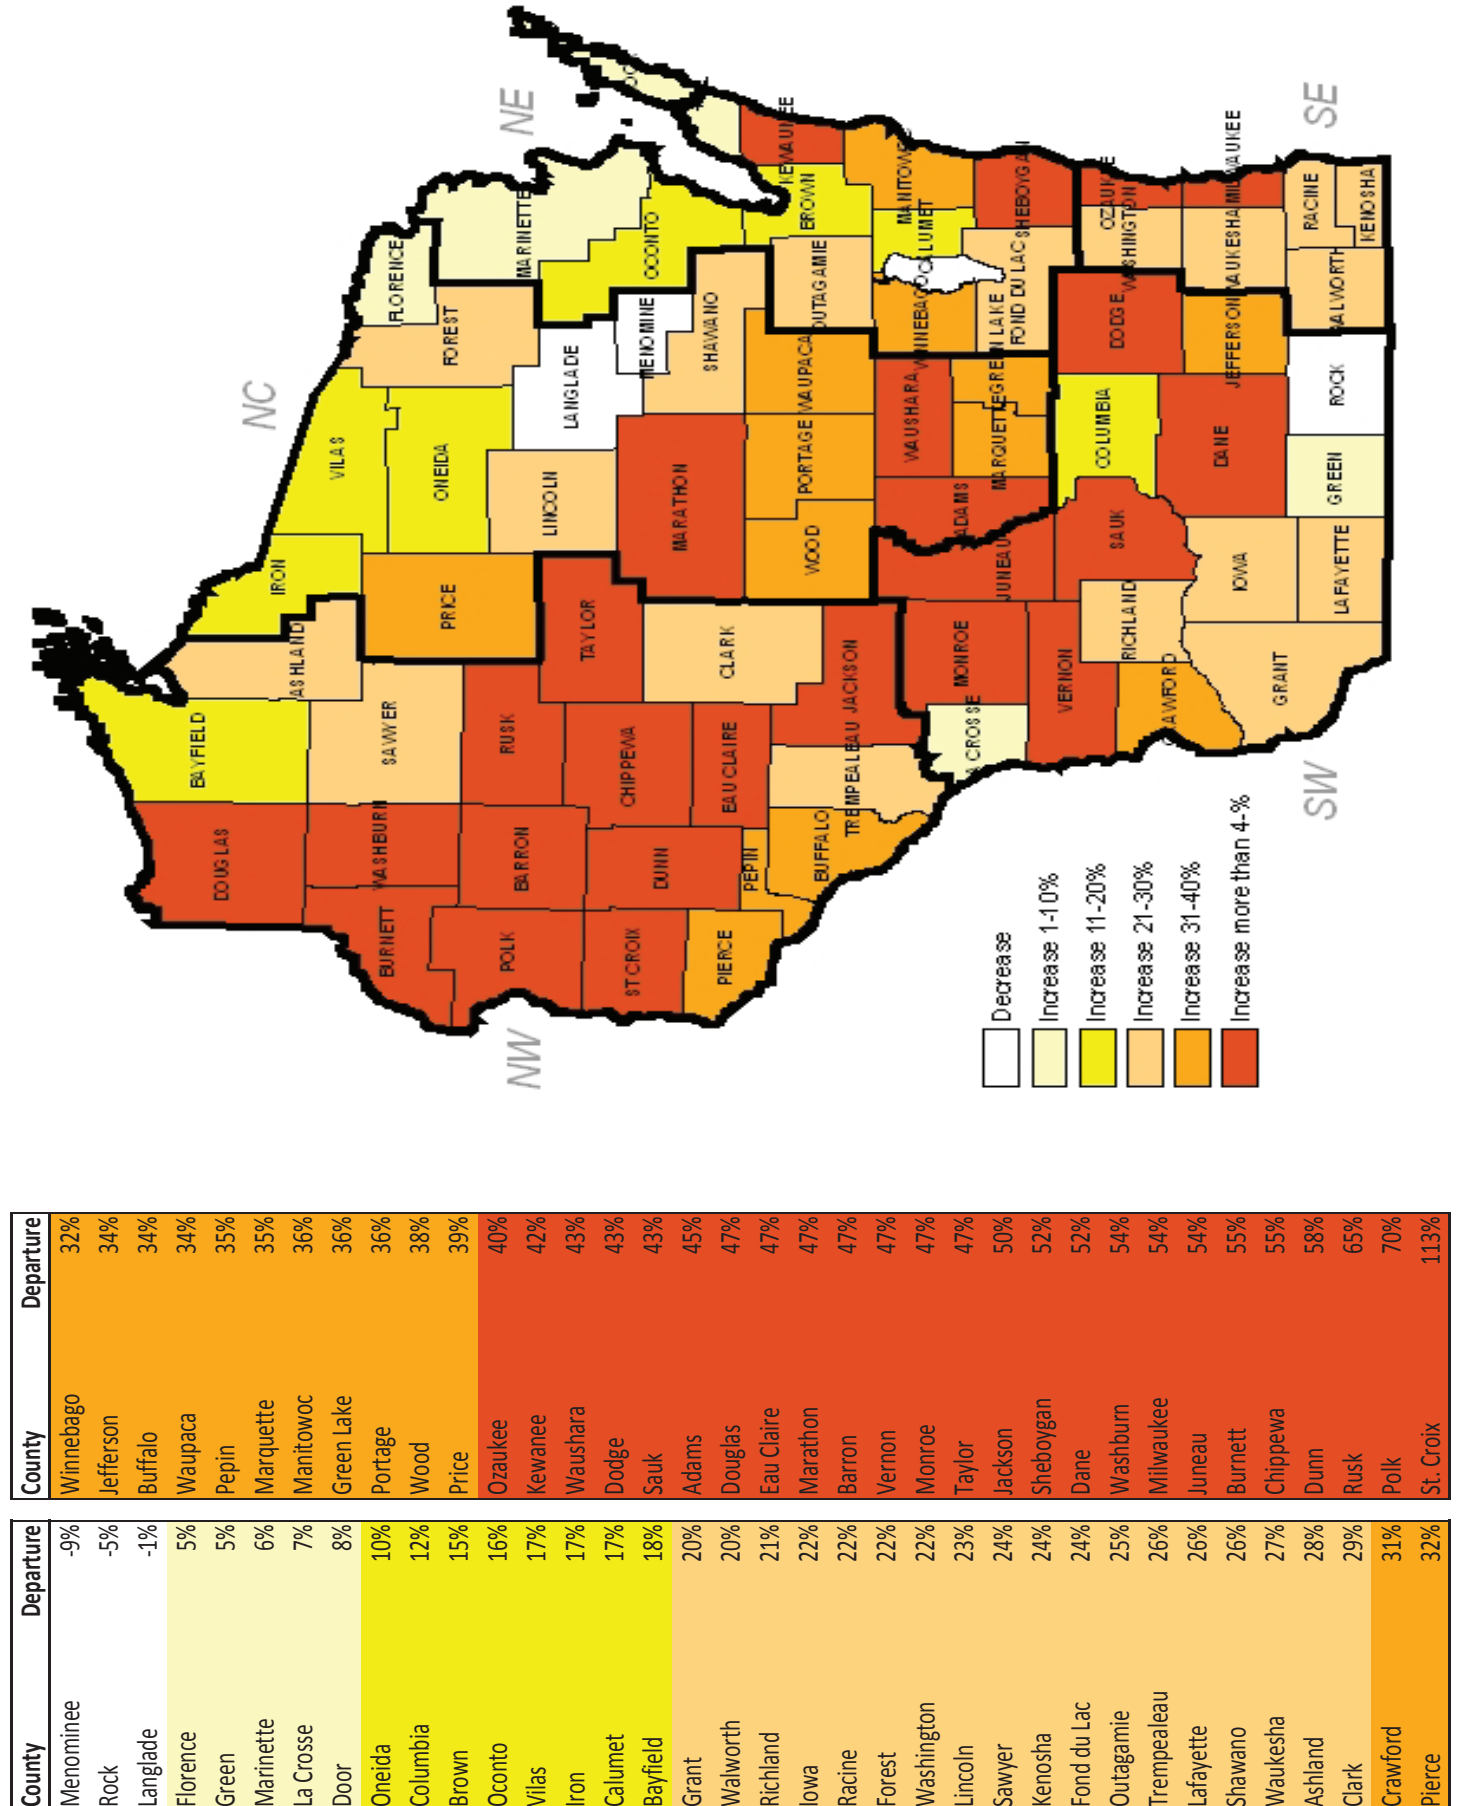 County Departure County Departure
Menominee -9% Winnebago 32%
Rock -5% Jefferson 34%
Langlade -1% Buffalo 34%
Florence 5% Waupaca 34%
Green 5% Pepin 35%
Marinette 6% Marquette 35%
La Crosse 7% Manitowoc 36%
Door 8% Green Lake 36%
Oneida 10% Portage 36%
Columbia 12% Wood 38%
Brown 15% Price 39%
Oconto 16% Ozaukee 40%
Vilas 17% Kewanee 42%
Iron 17% Waushara 43%
Calumet 17% Dodge 43%
Bayfield 18% Sauk 43%
Grant 20% Adams 45%
Walworth 20% Douglas 47%
Richland 21% Eau Claire 47%
Iowa 22% Marathon 47%
Racine 22% Barron 47%
Forest 22% Vernon 47%
Washington 22% Monroe 47%
Lincoln 23% Taylor 47%
Sawyer 24% Jackson 50%
Kenosha 24% Sheboygan 52%
Fond du Lac 24% Dane 52%
Outagamie 25% Washburn 54%
Trempealeau 26% Milwaukee 54%
Lafayette 26% Juneau 54%
Shawano 26% Burnett 55%
Waukesha 27% Chippewa 55%
Ashland 28% Dunn 58%
Clark 29% Rusk 65%
Crawford 31% Polk 70%
Pierce 32% St. Croix 113%
NC
NE
NW
SW
SE
DOUGLAS
BAYFIELD
ASHLAND
IRON
VILAS
FLORENCE
BURNETT
WASHBURN
SAWYER
PRICE
ONEIDA
FOREST
MARINETTE
POLK
BARRON
RUSK
TAYLOR
LINCOLN
LANGLADE
OCONTO
ST CROIX
DUNN
CHIPPEWA
MARATHON
MENOMINE
SHAWANO
PIERCE
PEPIN
EAU CLAIRE
CLARK
BUFFALO
TREMPEALEAU
JACKSON
WOOD
PORTAGE
WAUPACA
OUTAGAMIE
BROWN
KEWAUNEE
MONROE
JUNEAU
ADAMS
WAUSHARA
MARQUETTE
GREEN LAKE
FOND DU LAC
SHEBOYGAN
VERNON
RICHLAND
SAUK
COLUMBIA
DODGE
WASHINGTON
GRANT
IOWA
DANE
JEFFERSON
LAFAYETTE
GREEN
ROCK
RACINE
KENOSHA
Decrease
Increase 1-10%
Increase 11-20%
Increase 21-30%
Increase 31-40%
Increase more than 4-%